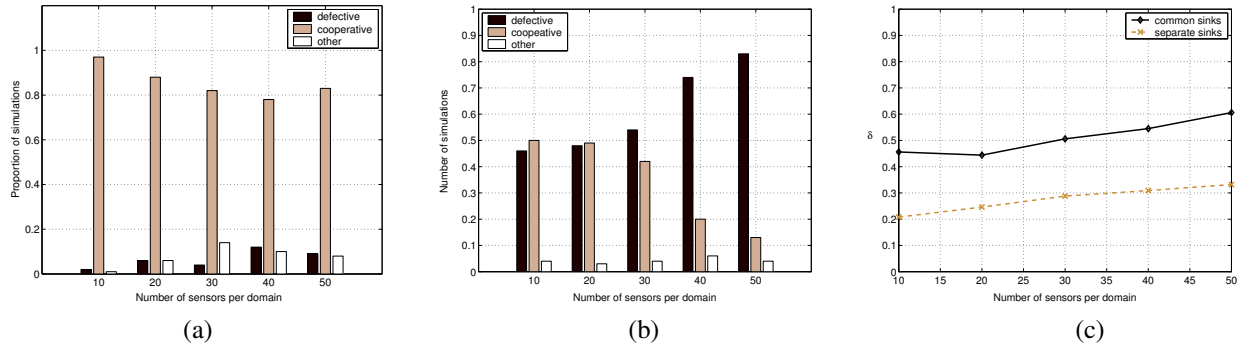 defective
cooperative
other
Proportion of simulations
1
0.8
0.6
0.4
0.2
0
10 20 30 40 50
Number of sensors per domain
(a)
defective
coopeative
other
Number of simulations
1
0.9
0.8
0.7
0.6
0.5
0.4
0.3
0.2
0.1
0
10 20 30 40 50
Number of sensors per domain
(b)
common sinks
separate sinks
δ
1
0.9
0.8
0.7
0.6
0.5
0.4
0.3
0.2
0.1
0
10 15 20 25 30 35 40 45 50
Number of sensors per domain
(c)